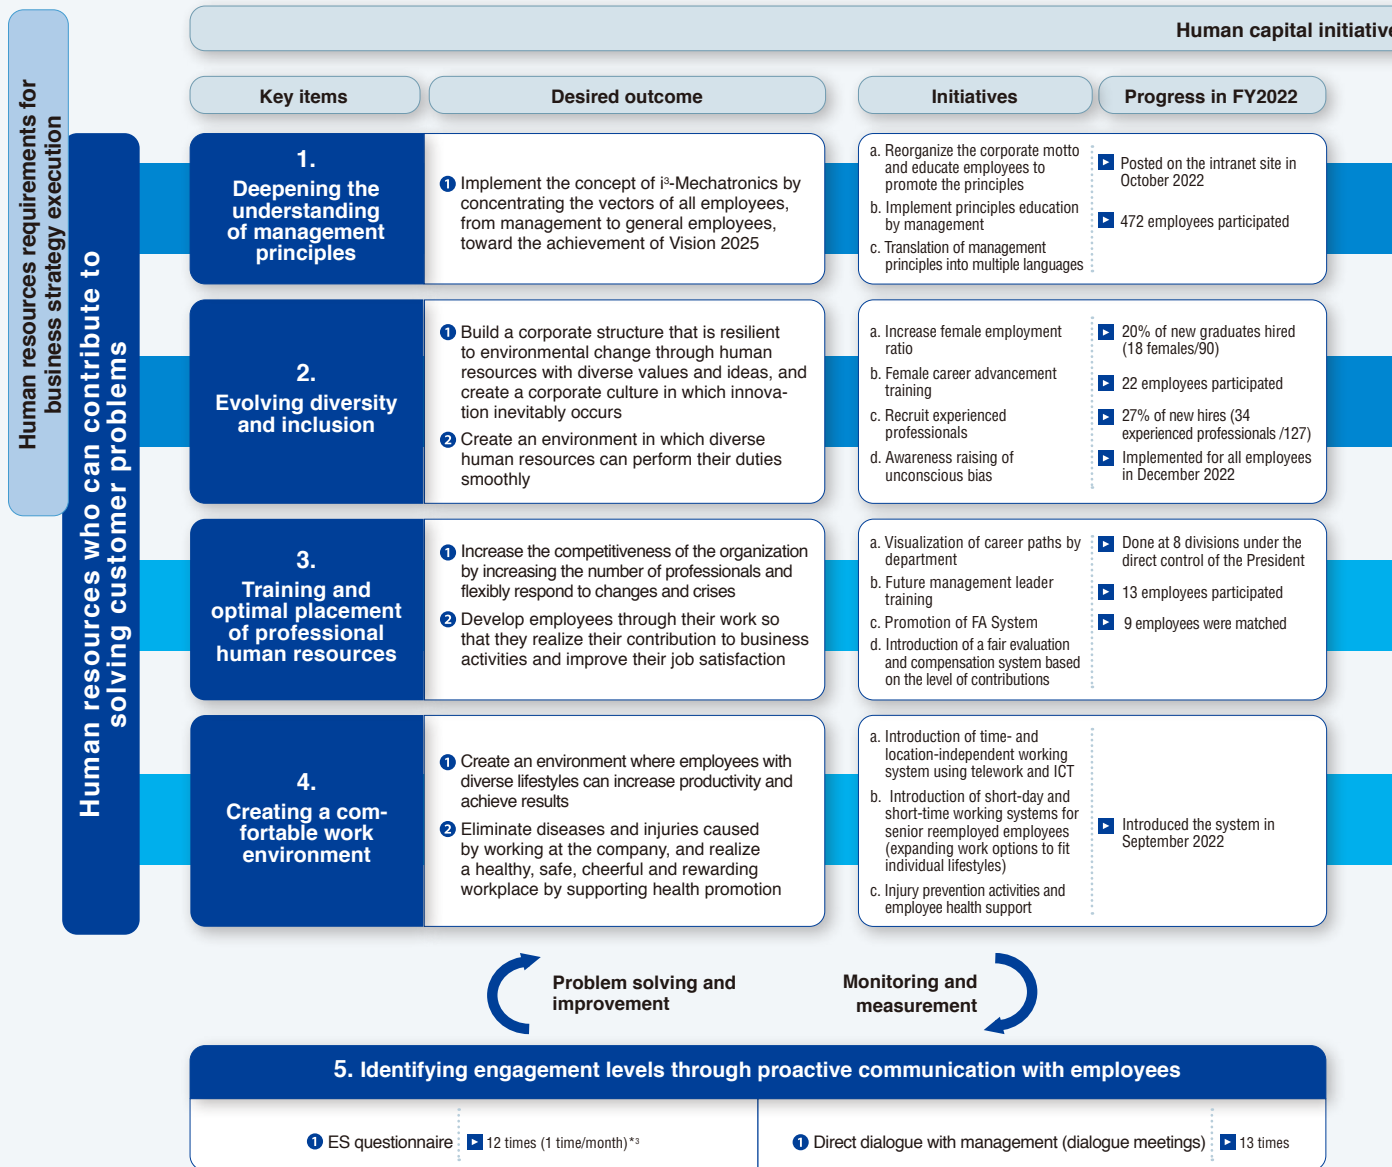 Human capital initiative
Human resources requirements for
business strategy execution
Human resources who can contribute to
solving customer problems
Key items
Desired outcome
Initiatives
Progress in FY2022
1.
Deepening the
understanding
of management
principles
❶ Implement the concept of i³-Mechatronics by
concentrating the vectors of all employees,
from management to general employees,
toward the achievement of Vision 2025
a. Reorganize the corporate motto
and educate employees to
promote the principles
b. Implement principles education
by management
c. Translation of management
principles into multiple languages
Posted on the intranet site in
October 2022
472 employees participated
2.
Evolving diversity
and inclusion
❶ Build a corporate structure that is resilient
to environmental change through human
resources with diverse values and ideas, and
create a corporate culture in which innova-
tion inevitably occurs
❷ Create an environment in which diverse
human resources can perform their duties
smoothly
a. Increase female employment
ratio
b. Female career advancement
training
c. Recruit experienced
professionals
d. Awareness raising of
unconscious bias
20% of new graduates hired
(18 females/90)
22 employees participated
27% of new hires (34
experienced professionals /127)
Implemented for all employees
in December 2022
3.
Training and
optimal placement
of professional
human resources
❶ Increase the competitiveness of the organization
by increasing the number of professionals and
flexibly respond to changes and crises
❷ Develop employees through their work so
that they realize their contribution to business
activities and improve their job satisfaction
a. Visualization of career paths by
department
b. Future management leader
training
c. Promotion of FA System
d. Introduction of a fair evaluation
and compensation system based
on the level of contributions
Done at 8 divisions under the
direct control of the President
13 employees participated
9 employees were matched
4.
Creating a com-
fortable work
environment
❶ Create an environment where employees with
diverse lifestyles can increase productivity and
achieve results
❷ Eliminate diseases and injuries caused
by working at the company, and realize
a healthy, safe, cheerful and rewarding
workplace by supporting health promotion
a. Introduction of time- and
location-independent working
system using telework and ICT
b. Introduction of short-day and
short-time working systems for
senior reemployed employees
(expanding work options to fit
individual lifestyles)
c. Injury prevention activities and
employee health support
Introduced the system in
September 2022
Problem solving and
improvement
Monitoring and
measurement
5. Identifying engagement levels through proactive communication with employees
❶ ES questionnaire
12 times (1 time/month)*³
❶ Direct dialogue with management (dialogue meetings)
13 times